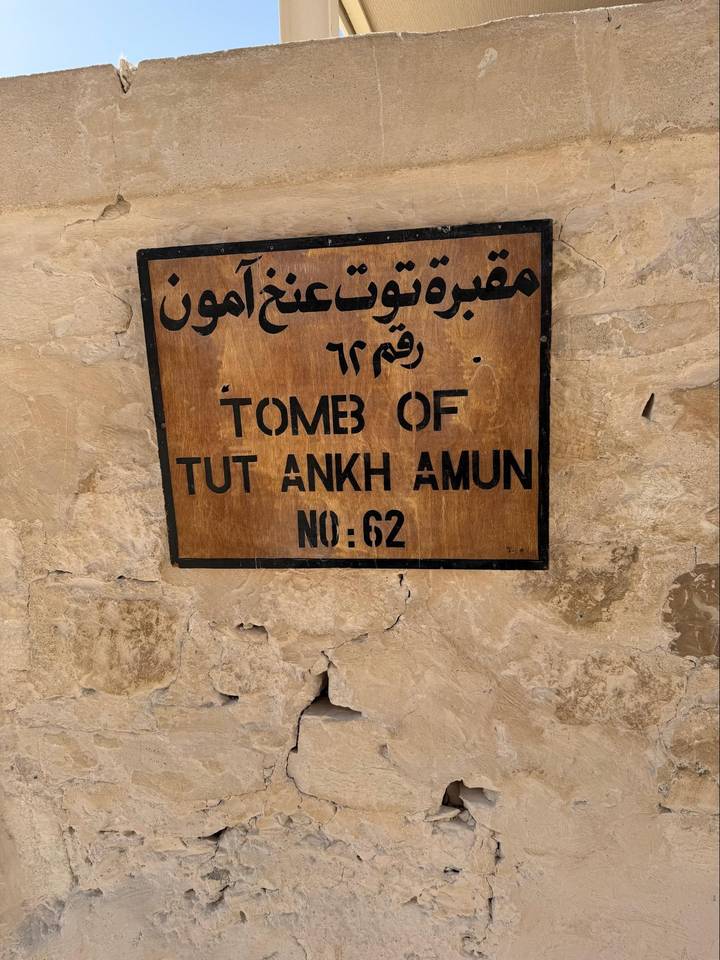 مقبرة توت عنخ آمون
رقم ٦٢
TOMB OF
TUT ANKH AMUN
NO: 62